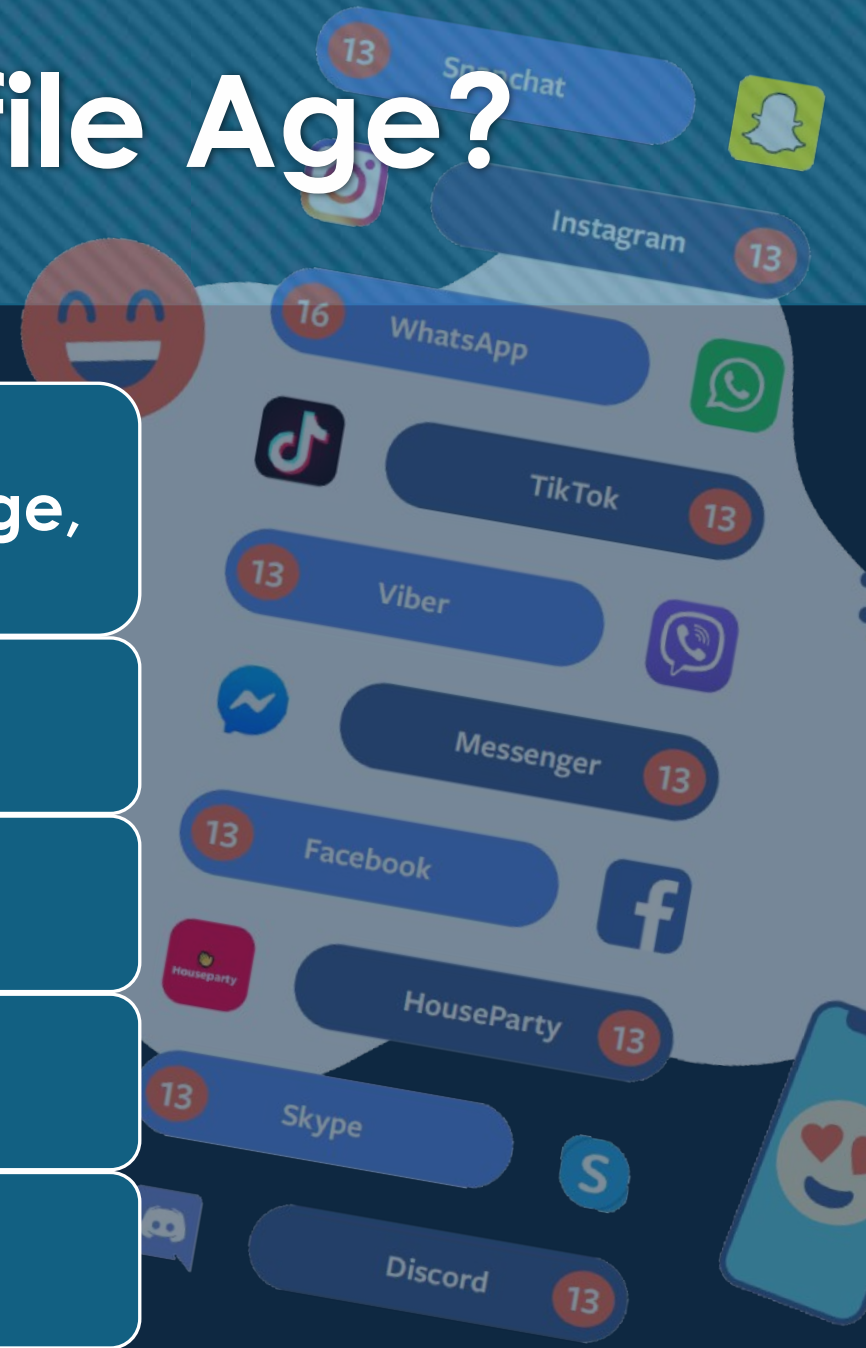 13 Snapchat
file Age?
Instagram 13
16 WhatsApp
TikTok 13
ge,
13 Viber
Messenger 13
13 Facebook
Houseparty
HouseParty 13
13 Skype
S
Discord 13